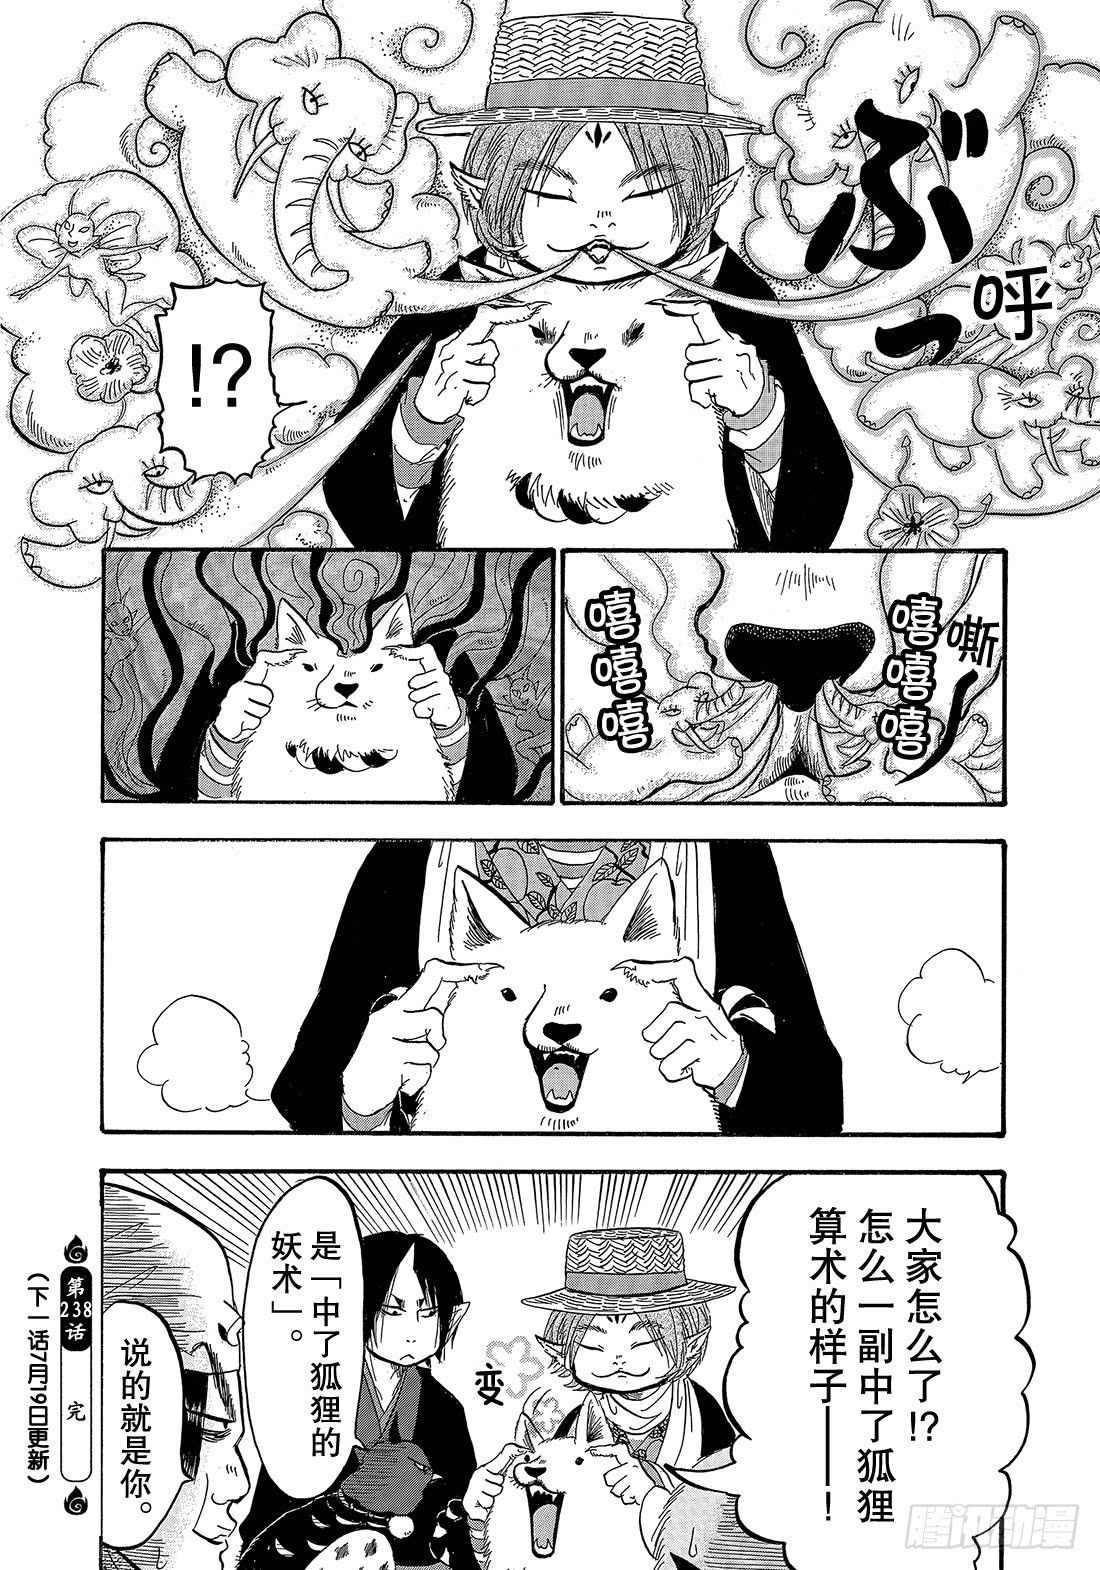 ぶっ
呼
!?
嘶
嘻嘻嘻
嘻嘻嘻
大家怎么了!?
怎么一副中了狐狸
算术的样子——!
变
是「中了狐狸的
妖术」。
说的就是你。
第238话
完
(下一话7月19日更新)
腾讯动漫